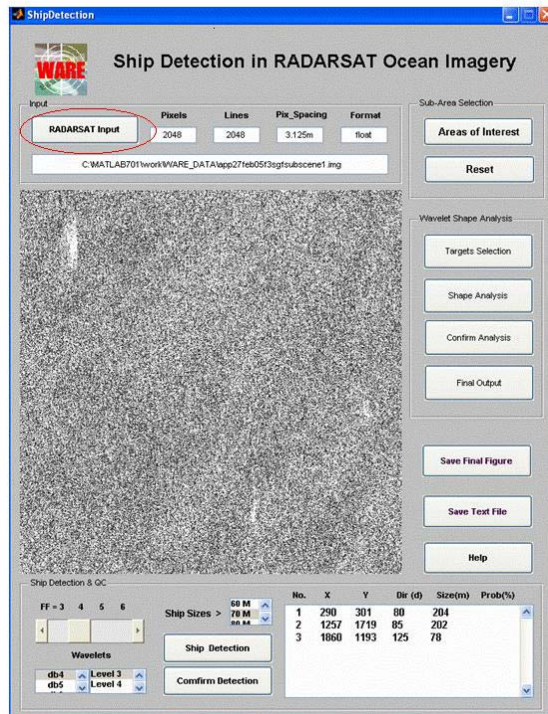 ShipDetection
WARE
Ship Detection in RADARSAT Ocean Imagery
Input
RADARSAT Input
Pixels Lines Pix_Spacing Format
2048 2048 3.125m float
C:\MATLAB701\work\WARE_DATA\app27feb05f3sgfsubscene1.img
Sub-Area Selection
Areas of Interest
Reset
Wavelet Shape Analysis
Targets Selection
Shape Analysis
Confirm Analysis
Final Output
Save Final Figure
Save Text File
Help
Ship Detection & QC
FF = 3 4 5 6
Wavelets
db4 Level 3
db5 Level 4
Ship Sizes > 60 M
70 M
80 M
Ship Detection
Comfirm Detection
No. X Y Dir (d) Size(m) Prob(%)
1 290 301 80 204
2 1257 1719 85 202
3 1860 1193 125 78